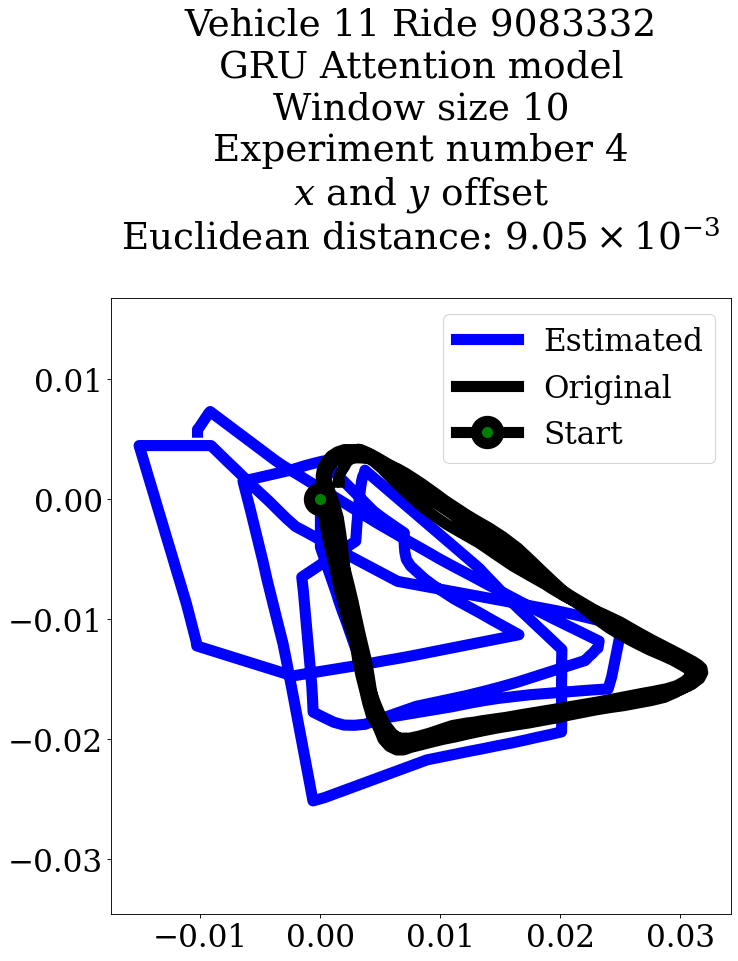 Vehicle 11 Ride 9083332
GRU Attention model
Window size 10
Experiment number 4
x and y offset
Euclidean distance: 9.05 × 10⁻³
Estimated
Original
Start
0.01
0.00
−0.01
−0.02
−0.03
−0.01 0.00 0.01 0.02 0.03